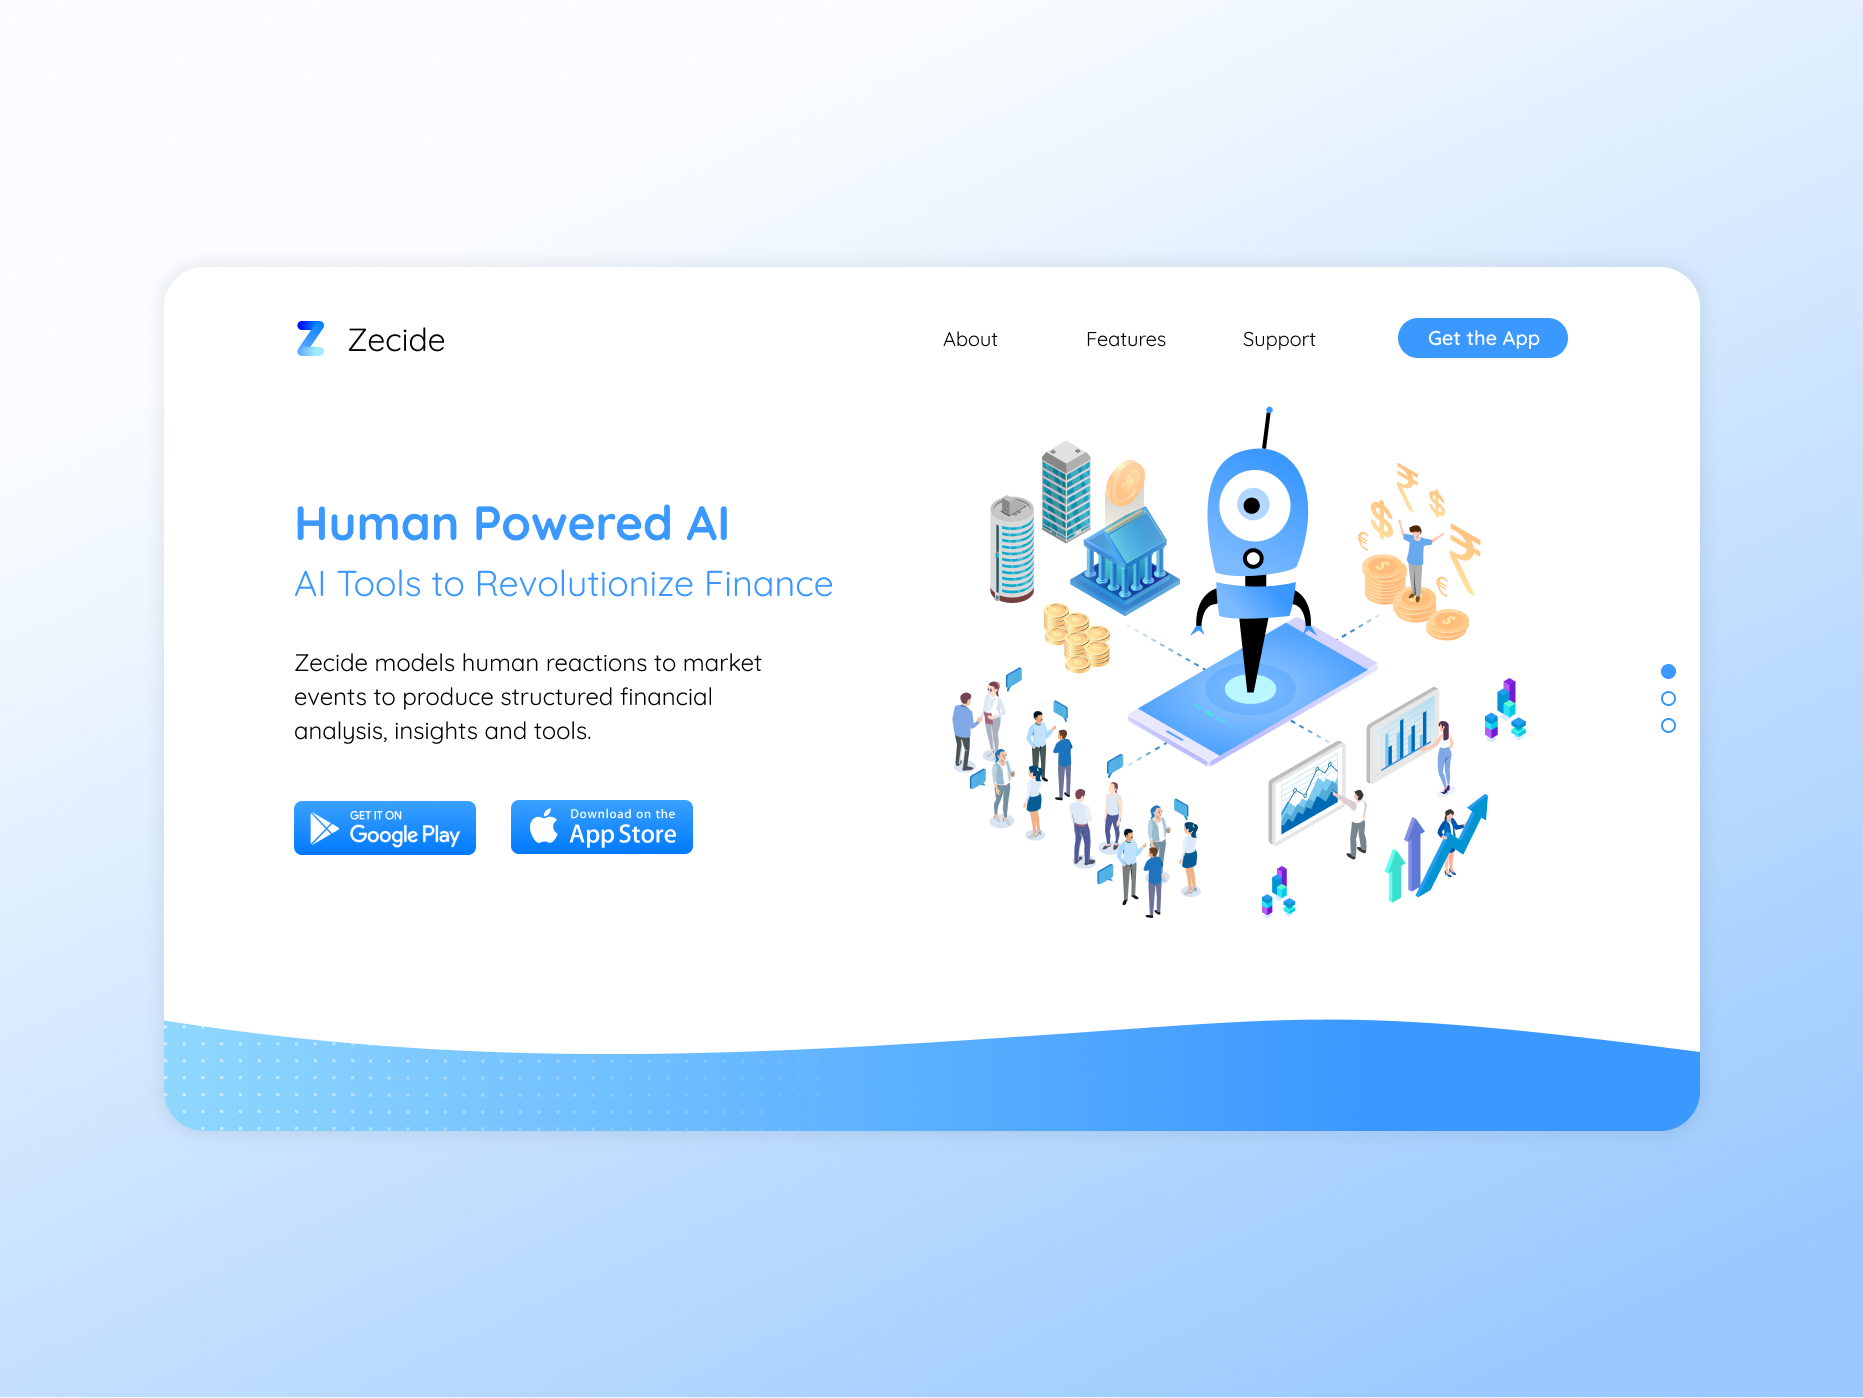 Zecide
About
Features
Support
Get the App
Human Powered AI
AI Tools to Revolutionize Finance
Zecide models human reactions to market
events to produce structured financial
analysis, insights and tools.
GET IT ON
Google Play
Download on the
App Store